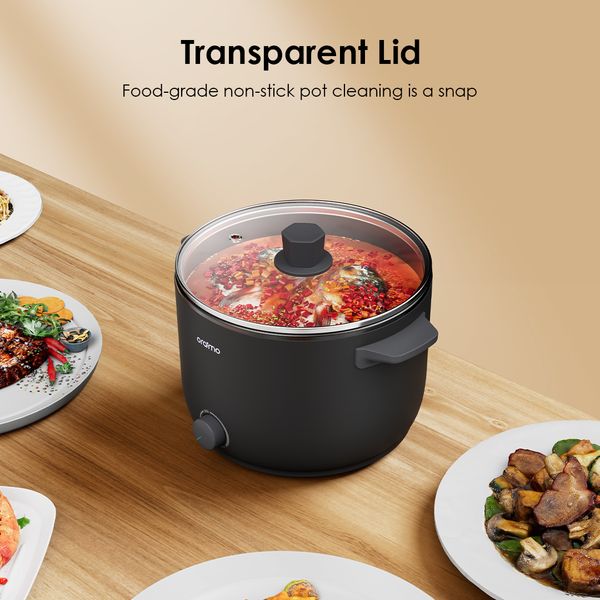 Transparent Lid
Food-grade non-stick pot cleaning is a snap
oraimo